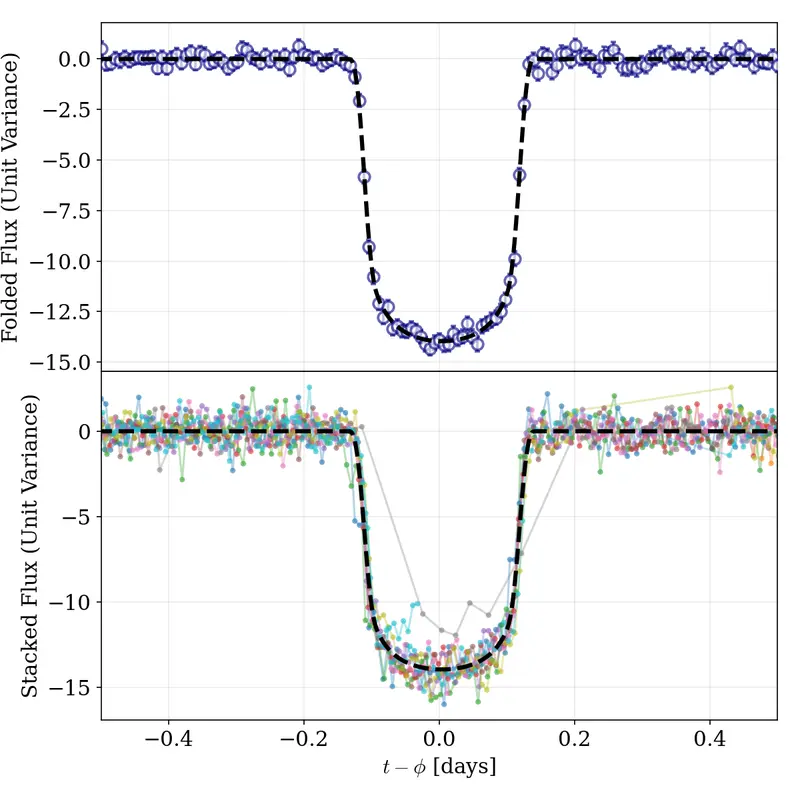 Folded Flux (Unit Variance)
0.0
−2.5
−5.0
−7.5
−10.0
−12.5
−15.0
Stacked Flux (Unit Variance)
0
−5
−10
−15
−0.4 −0.2 0.0 0.2 0.4
t − ϕ [days]